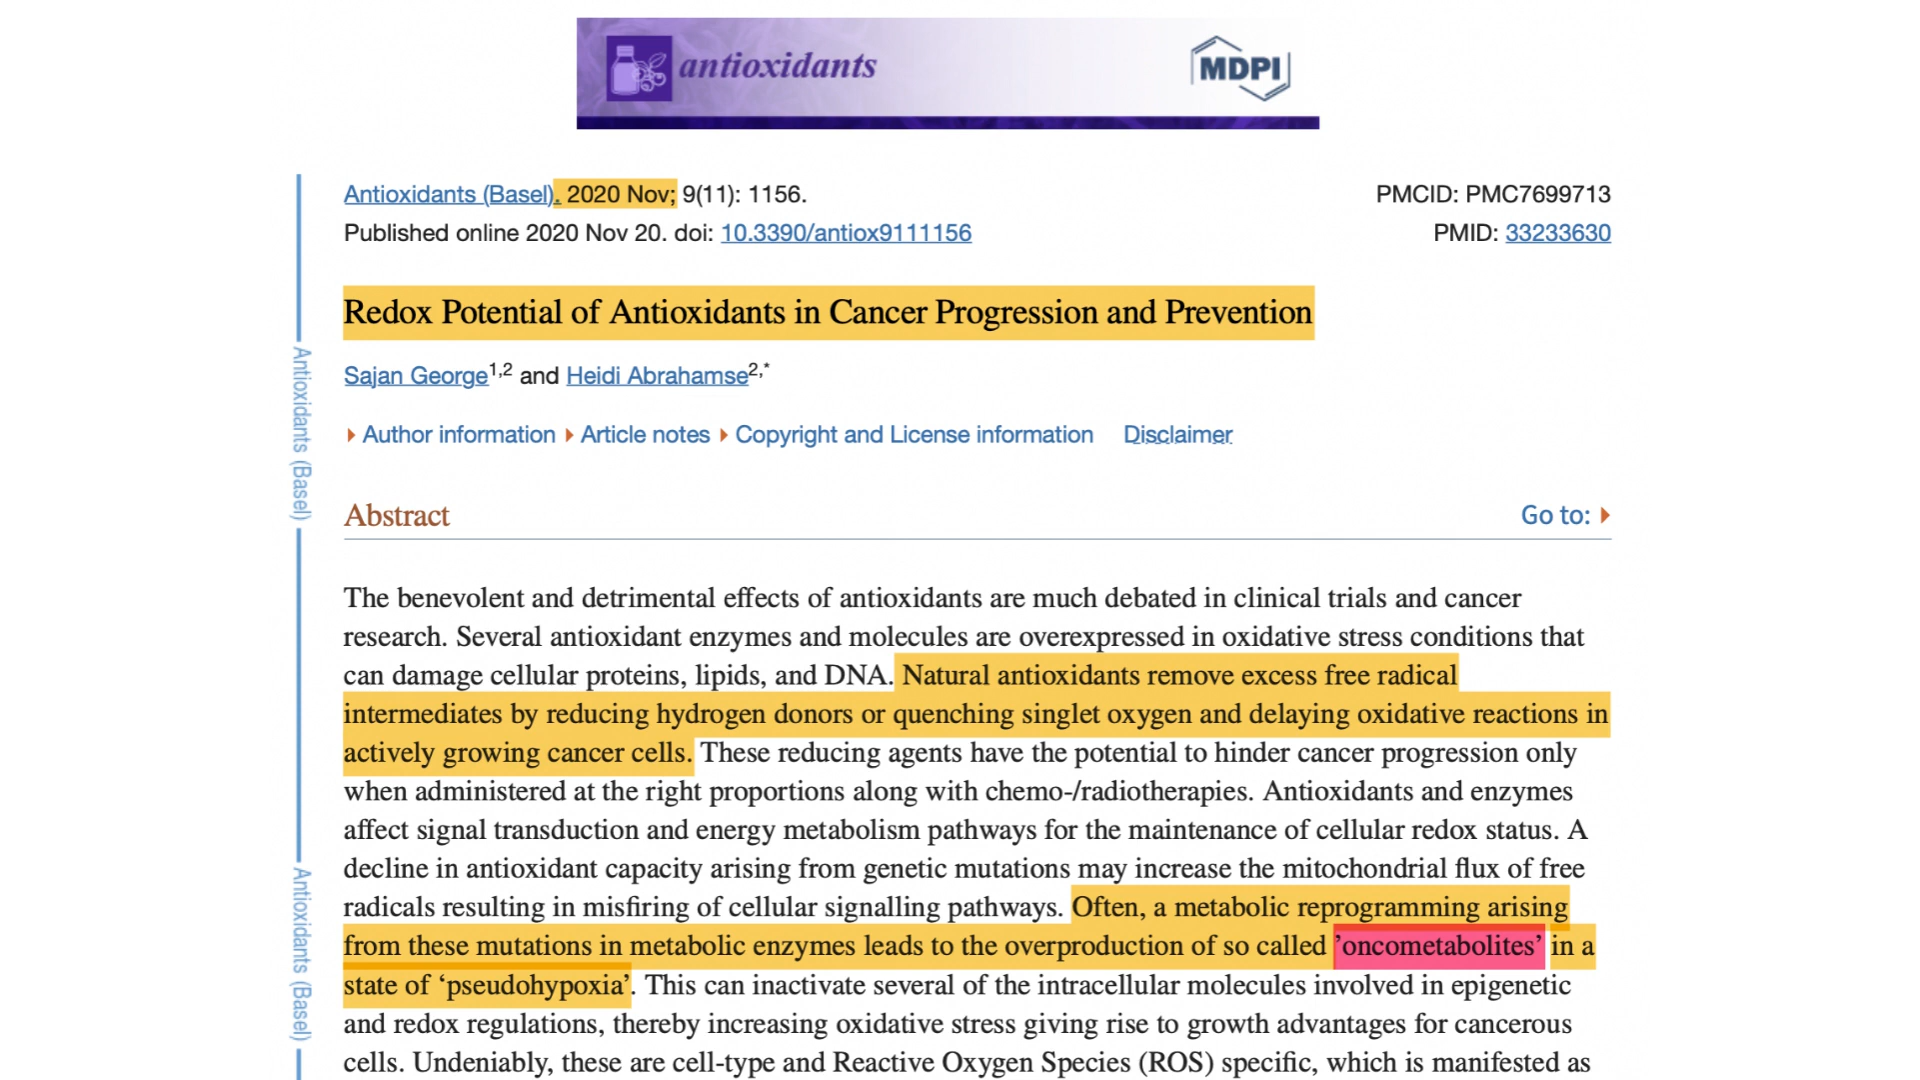 antioxidants
MDPI
Antioxidants (Basel). 2020 Nov; 9(11): 1156.
PMCID: PMC7699713
Published online 2020 Nov 20. doi: 10.3390/antiox9111156
PMID: 33233630
Redox Potential of Antioxidants in Cancer Progression and Prevention
Sajan George1,2 and Heidi Abrahamse2,*
Author information Article notes Copyright and License information Disclaimer
Abstract
Go to:
The benevolent and detrimental effects of antioxidants are much debated in clinical trials and cancer
research. Several antioxidant enzymes and molecules are overexpressed in oxidative stress conditions that
can damage cellular proteins, lipids, and DNA. Natural antioxidants remove excess free radical
intermediates by reducing hydrogen donors or quenching singlet oxygen and delaying oxidative reactions in
actively growing cancer cells. These reducing agents have the potential to hinder cancer progression only
when administered at the right proportions along with chemo-/radiotherapies. Antioxidants and enzymes
affect signal transduction and energy metabolism pathways for the maintenance of cellular redox status. A
decline in antioxidant capacity arising from genetic mutations may increase the mitochondrial flux of free
radicals resulting in misfiring of cellular signalling pathways. Often, a metabolic reprogramming arising
from these mutations in metabolic enzymes leads to the overproduction of so called ’oncometabolites’ in a
state of ‘pseudohypoxia’. This can inactivate several of the intracellular molecules involved in epigenetic
and redox regulations, thereby increasing oxidative stress giving rise to growth advantages for cancerous
cells. Undeniably, these are cell-type and Reactive Oxygen Species (ROS) specific, which is manifested as
Antioxidants (Basel)
Antioxidants (Basel)